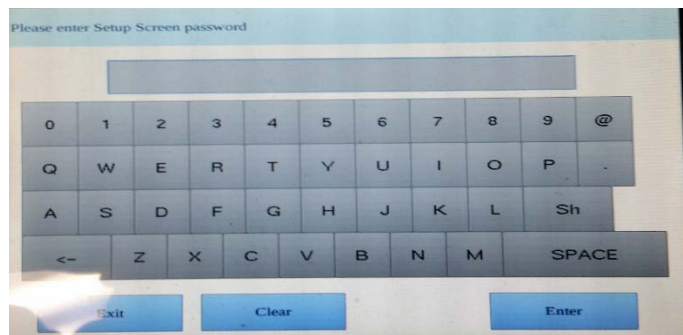 Please enter Setup Screen password
0 1 2 3 4 5 6 7 8 9 @
Q W E R T Y U I O P .
A S D F G H J K L Sh
<- Z X C V B N M SPACE
Exit Clear Enter